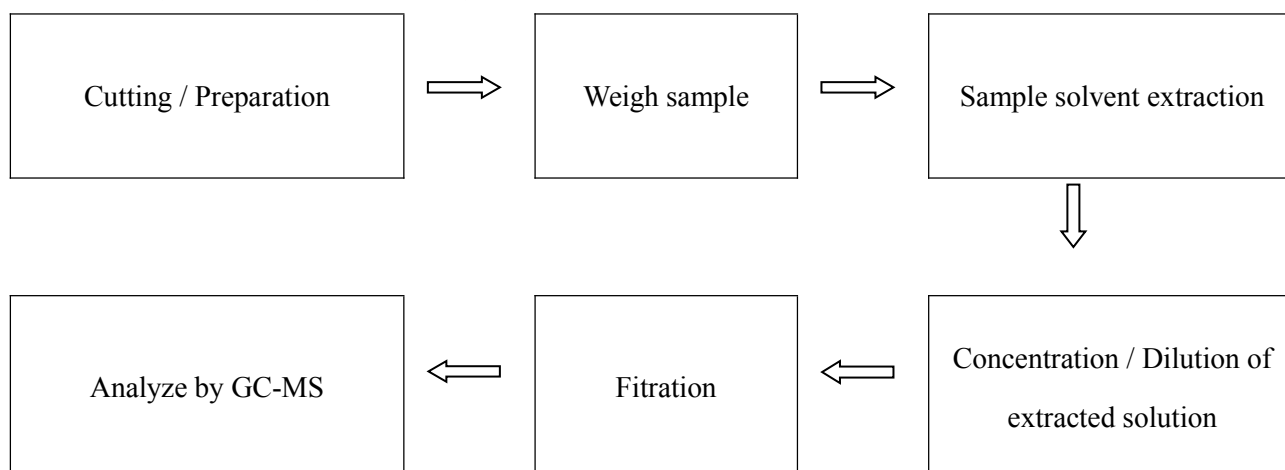 Cutting / Preparation
Weigh sample
Sample solvent extraction
Concentration / Dilution of
extracted solution
Fitration
Analyze by GC-MS